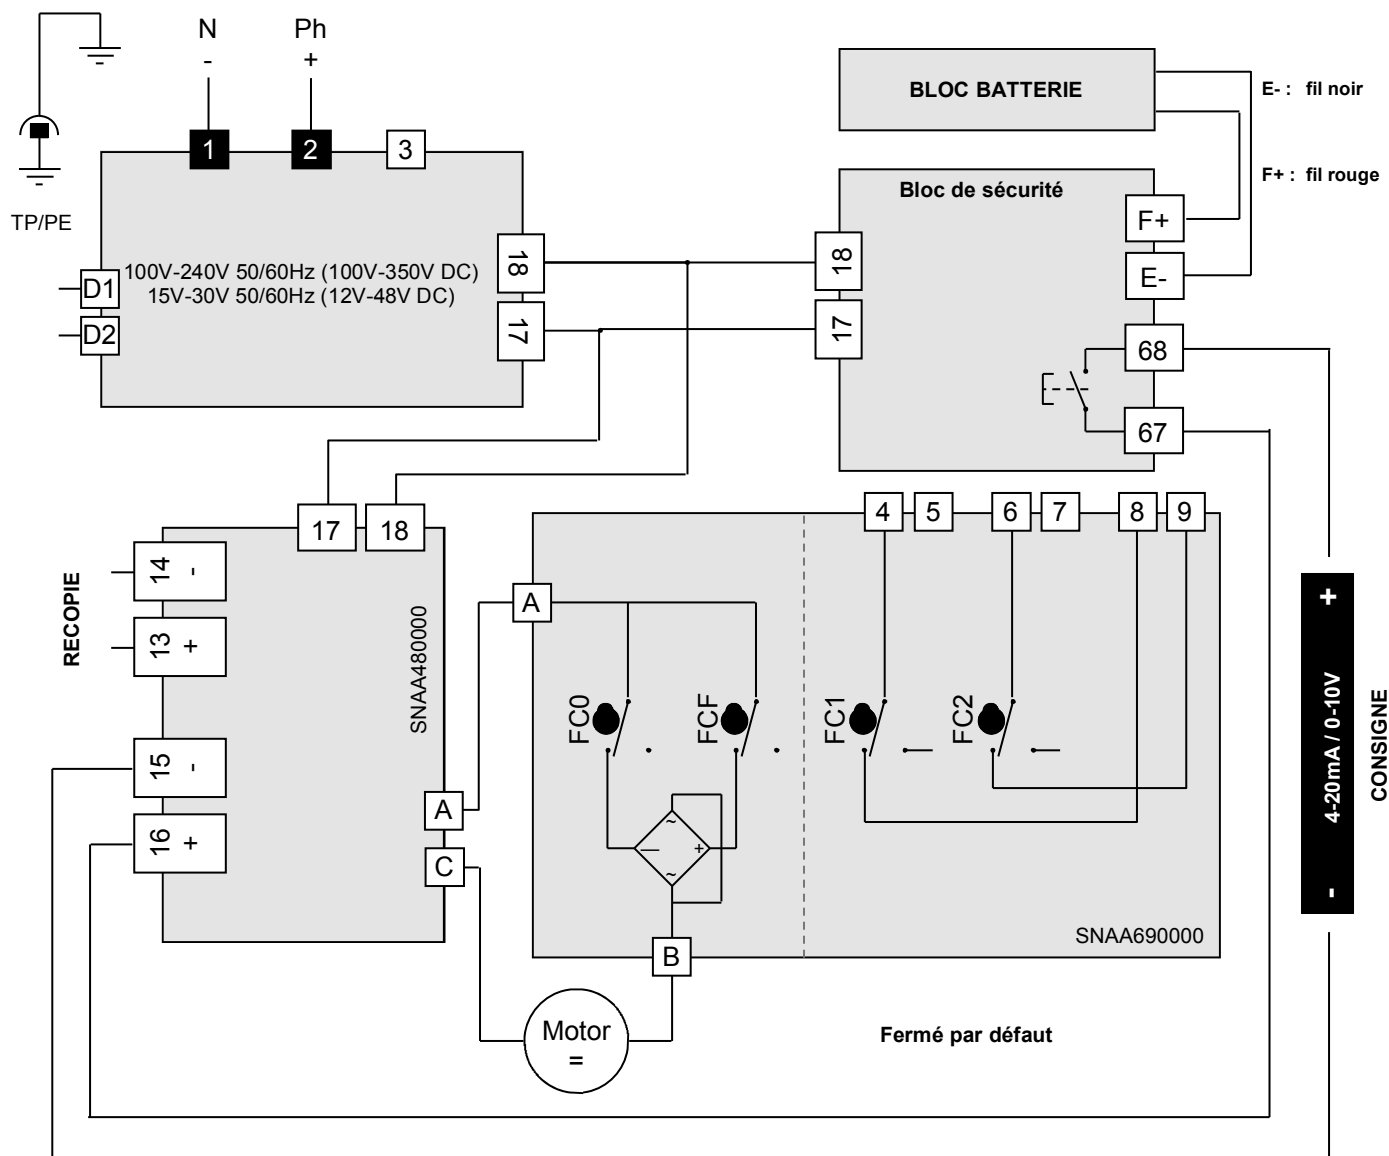 N
Ph
-
+
1
2
3
TP/PE
100V-240V 50/60Hz (100V-350V DC)
15V-30V 50/60Hz (12V-48V DC)
D1
D2
18
17
BLOC BATTERIE
E- : fil noir
F+ : fil rouge
Bloc de sécurité
18
17
F+
E-
68
67
17
18
14 -
13 +
15 -
16 +
RECOPIE
SNAA480000
A
C
A
B
4
5
6
7
8
9
FC0
FCF
FC1
FC2
~
—
+
~
SNAA690000
Motor
=
Fermé par défaut
+
4-20mA / 0-10V
-
CONSIGNE